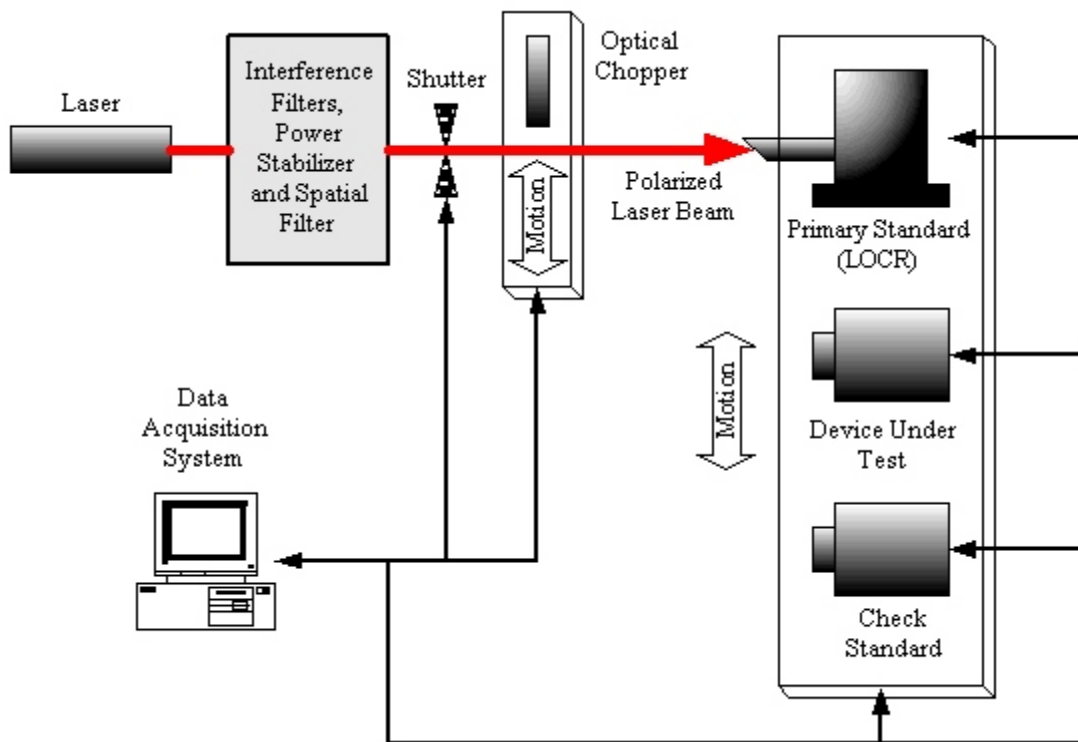 Laser
Interference
Filters,
Power
Stabilizer
and Spatial
Filter
Shutter
Optical
Chopper
Motion
Polarized
Laser Beam
Primary Standard
(LOCR)
Motion
Device Under
Test
Check
Standard
Data
Acquisition
System